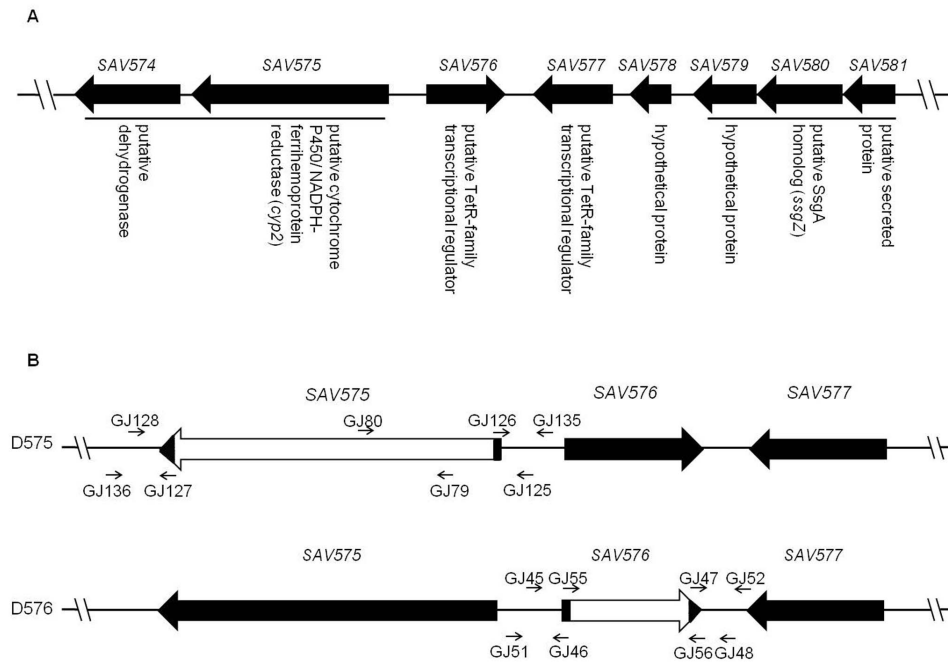 A
SAV574 SAV575 SAV576 SAV577 SAV578 SAV579 SAV580 SAV581
putative
dehydrogenase
putative cytochrome
P450/ NADPH-
ferrihemoprotein
reductase (cyp2)
putative TetR-family
transcriptional regulator
putative TetR-family
transcriptional regulator
hypothetical protein
hypothetical protein
putative SsgA
homolog (ssgZ)
putative secreted
protein
B
SAV575 SAV576 SAV577
GJ128 GJ80 GJ126 GJ135
D575
GJ136 GJ127 GJ79 GJ125
SAV575 SAV576 SAV577
GJ45 GJ55 GJ47 GJ52
D576
GJ51 GJ46 GJ56 GJ48